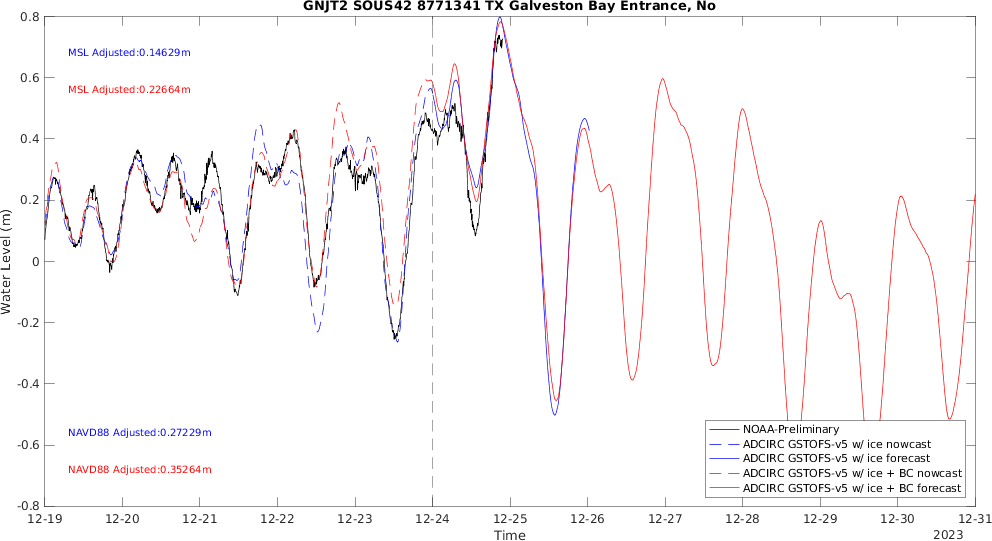 GNJT2 SOUS42 8771341 TX Galveston Bay Entrance, No
MSL Adjusted:0.14629m
MSL Adjusted:0.22664m
NAVD88 Adjusted:0.27229m
NAVD88 Adjusted:0.35264m
Water Level (m)
0.8
0.6
0.4
0.2
0
-0.2
-0.4
-0.6
-0.8
NOAA-Preliminary
ADCIRC GSTOFS-v5 w/ ice nowcast
ADCIRC GSTOFS-v5 w/ ice forecast
ADCIRC GSTOFS-v5 w/ ice + BC nowcast
ADCIRC GSTOFS-v5 w/ ice + BC forecast
12-19 12-20 12-21 12-22 12-23 12-24 12-25 12-26 12-27 12-28 12-29 12-30 12-31
Time
2023